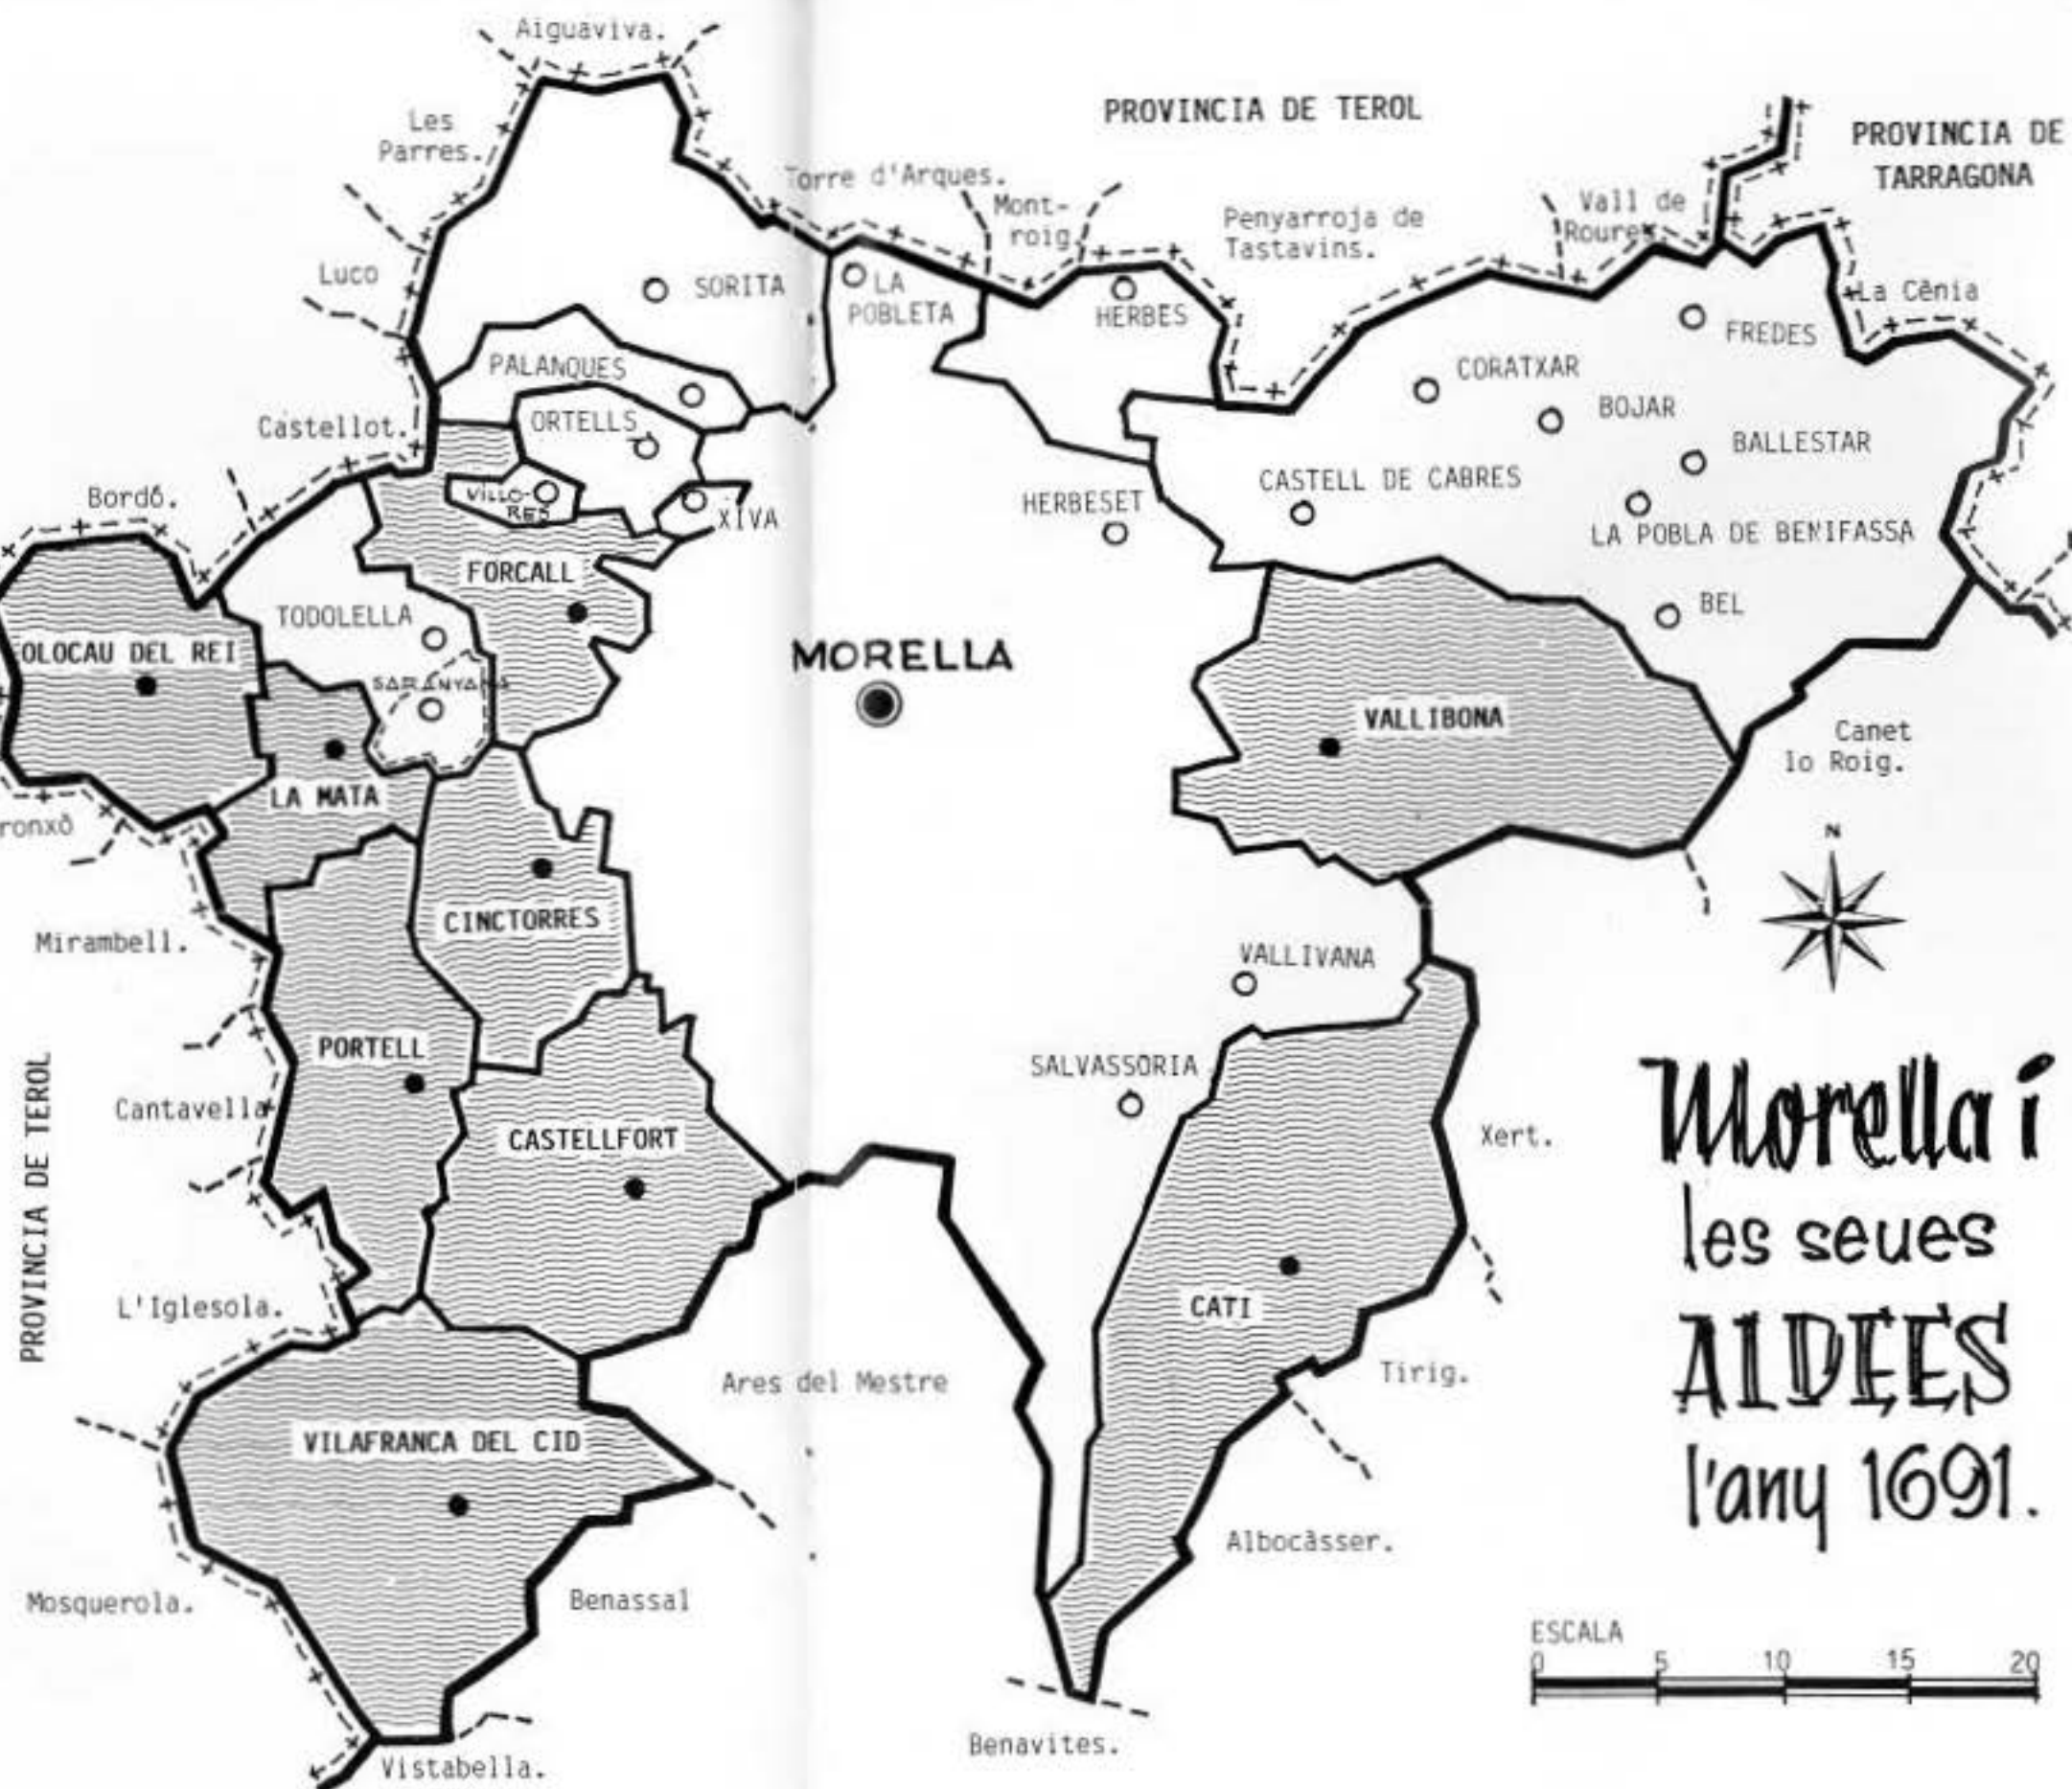 Aiguaviva.
PROVINCIA DE TEROL
PROVINCIA DE
TARRAGONA
Les
Parres.
Torre d'Arques.
Mont-
roig.
Penyarroja de
Tastavins.
Vall de
Luco
SORITA
LA
POBLETA
HERBES
La Cènia
FREDES
PALANQUES
CORATXAR
BOJAR
Castellot.
ORTELLS
BALLESTAR
Bordó.
VILLO-
RES
XIVA
HERBESET
CASTELL DE CABRES
LA POBLA DE BENIFASSA
FORCALL
TODOLELLA
BEL
OLOCAU DEL REI
MORELLA
SARANYANA
VALLIBONA
Canet
lo Roig.
LA MATA
ronxó
N
CINCTORRES
Mirambell.
VALLIVANA
PORTELL
SALVASSORIA
Cantavella
CASTELLFORT
Xert.
PROVINCIA DE TEROL
Morella i
les seues
ALDEES
l'any 1691.
L'Iglesola.
CATI
Ares del Mestre
Tirig.
VILAFRANCA DEL CID
Albocàsser.
Mosquerola.
Benassal
ESCALA
0 5 10 15 20
Benavites.
Vistabella.